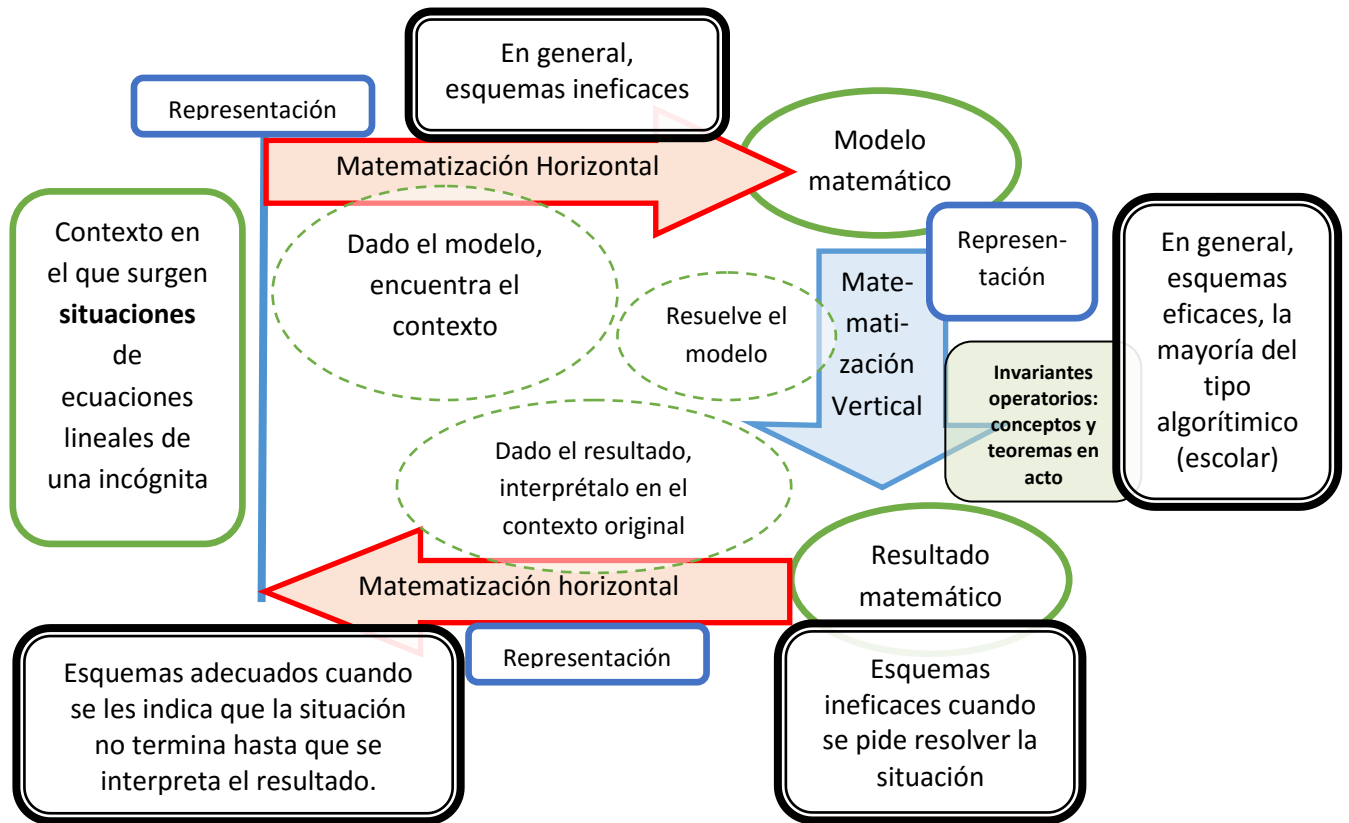 En general,
esquemas ineficaces
Representación
Matematización Horizontal
Modelo
matemático
Contexto en
el que surgen
situaciones
de
ecuaciones
lineales de
una incógnita
Dado el modelo,
encuentra el
contexto
Resuelve el
modelo
Mate-
mati-
zación
Vertical
Represen-
tación
En general,
esquemas
eficaces, la
mayoría del
tipo
algorítimico
(escolar)
Invariantes
operatorios:
conceptos y
teoremas en
acto
Dado el resultado,
interprétalo en el
contexto original
Resultado
matemático
Matematización horizontal
Representación
Esquemas adecuados cuando
se les indica que la situación
no termina hasta que se
interpreta el resultado.
Esquemas
ineficaces cuando
se pide resolver la
situación